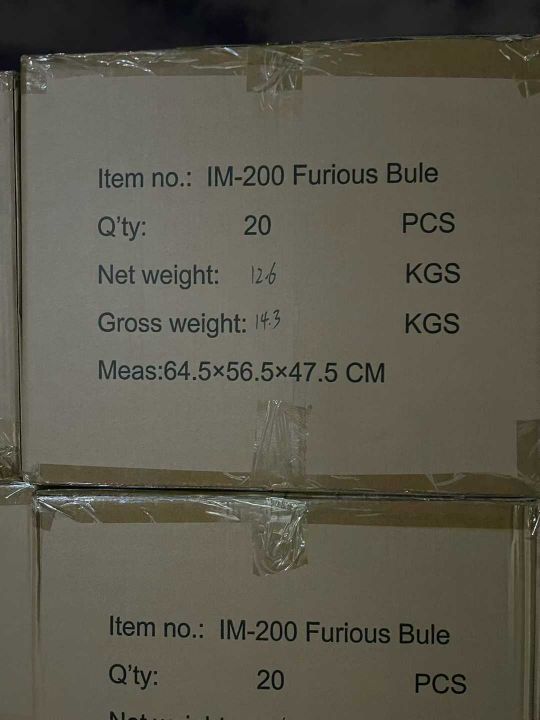 Item no.: IM-200 Furious Bule
Q'ty: 20 PCS
Net weight: 12.6 KGS
Gross weight: 14.3 KGS
Meas:64.5×56.5×47.5 CM
Item no.: IM-200 Furious Bule
Q'ty: 20 PCS